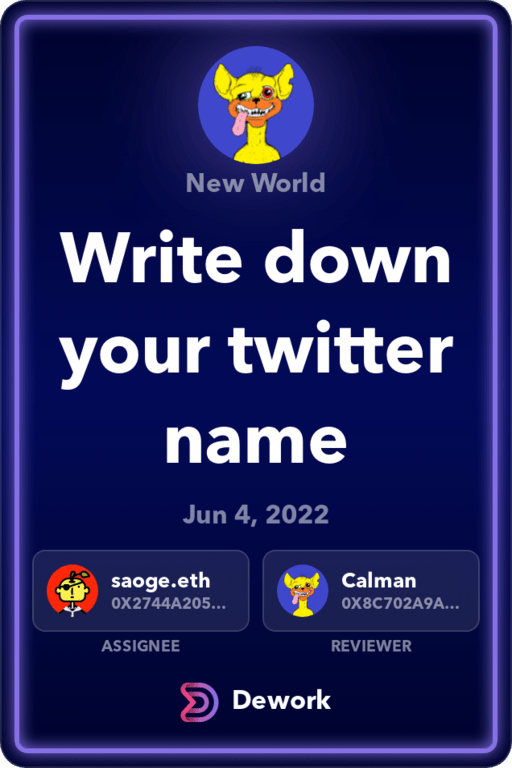 New World
Write down
your twitter
name
Jun 4, 2022
saoge.eth
0X2744A205...
ASSIGNEE
Calman
0X8C702A9A...
REVIEWER
Dework